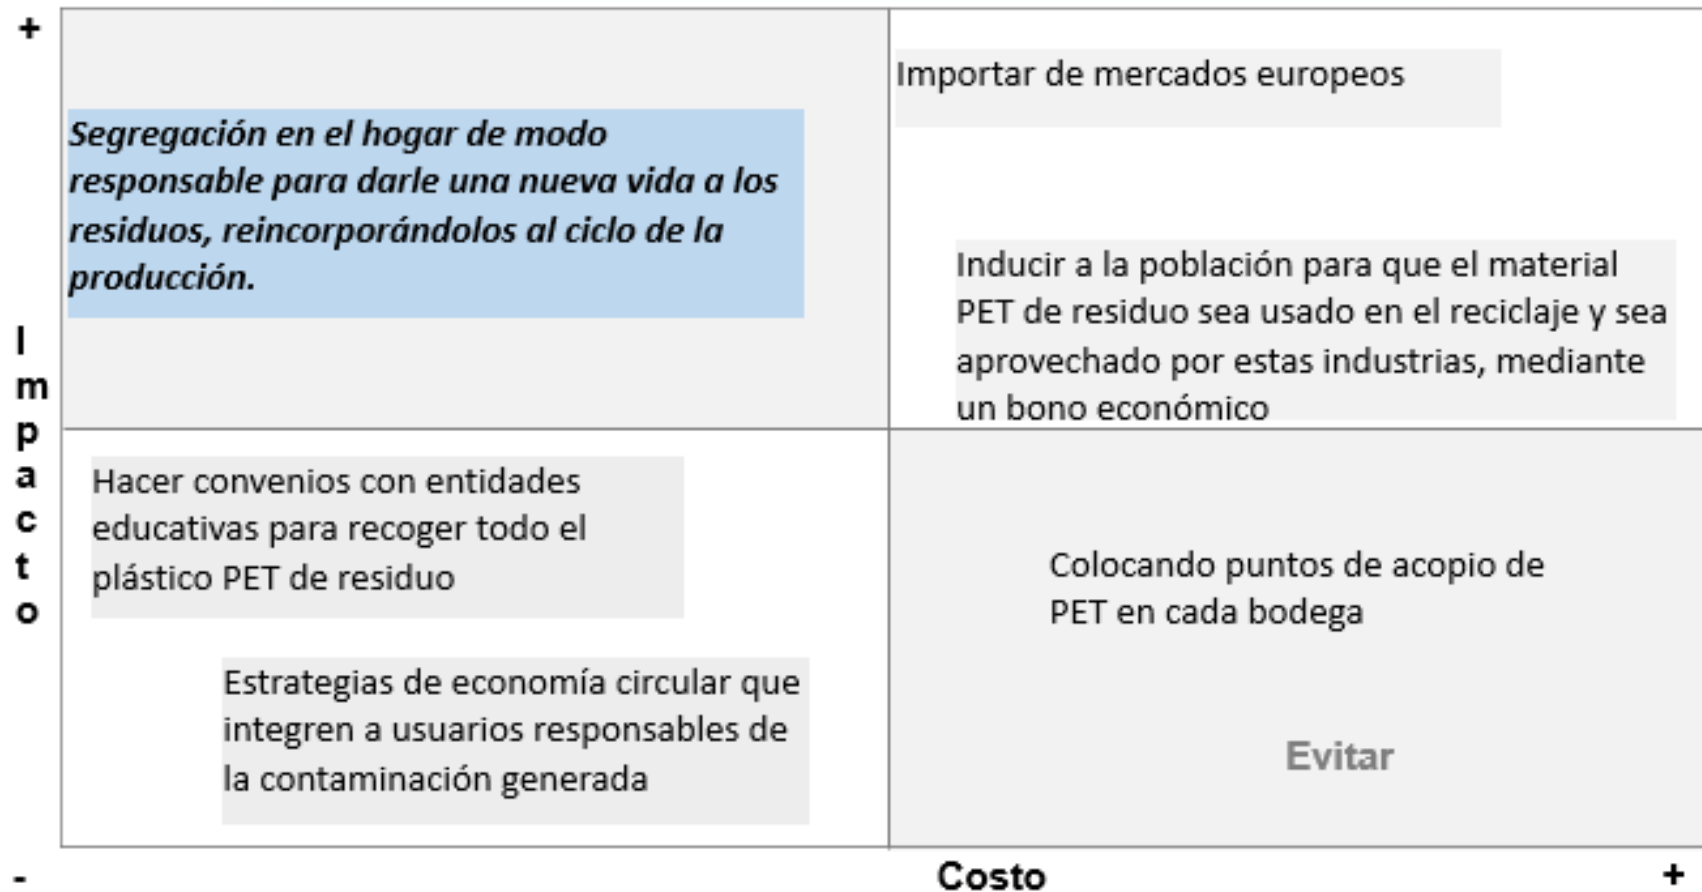 +
Importar de mercados europeos
Segregación en el hogar de modo
responsable para darle una nueva vida a los
residuos, reincorporándolos al ciclo de la
producción.
Inducir a la población para que el material
PET de residuo sea usado en el reciclaje y sea
aprovechado por estas industrias, mediante
un bono económico
I
m
p
a
c
t
o
Hacer convenios con entidades
educativas para recoger todo el
plástico PET de residuo
Colocando puntos de acopio de
PET en cada bodega
Estrategias de economía circular que
integren a usuarios responsables de
la contaminación generada
Evitar
- Costo +